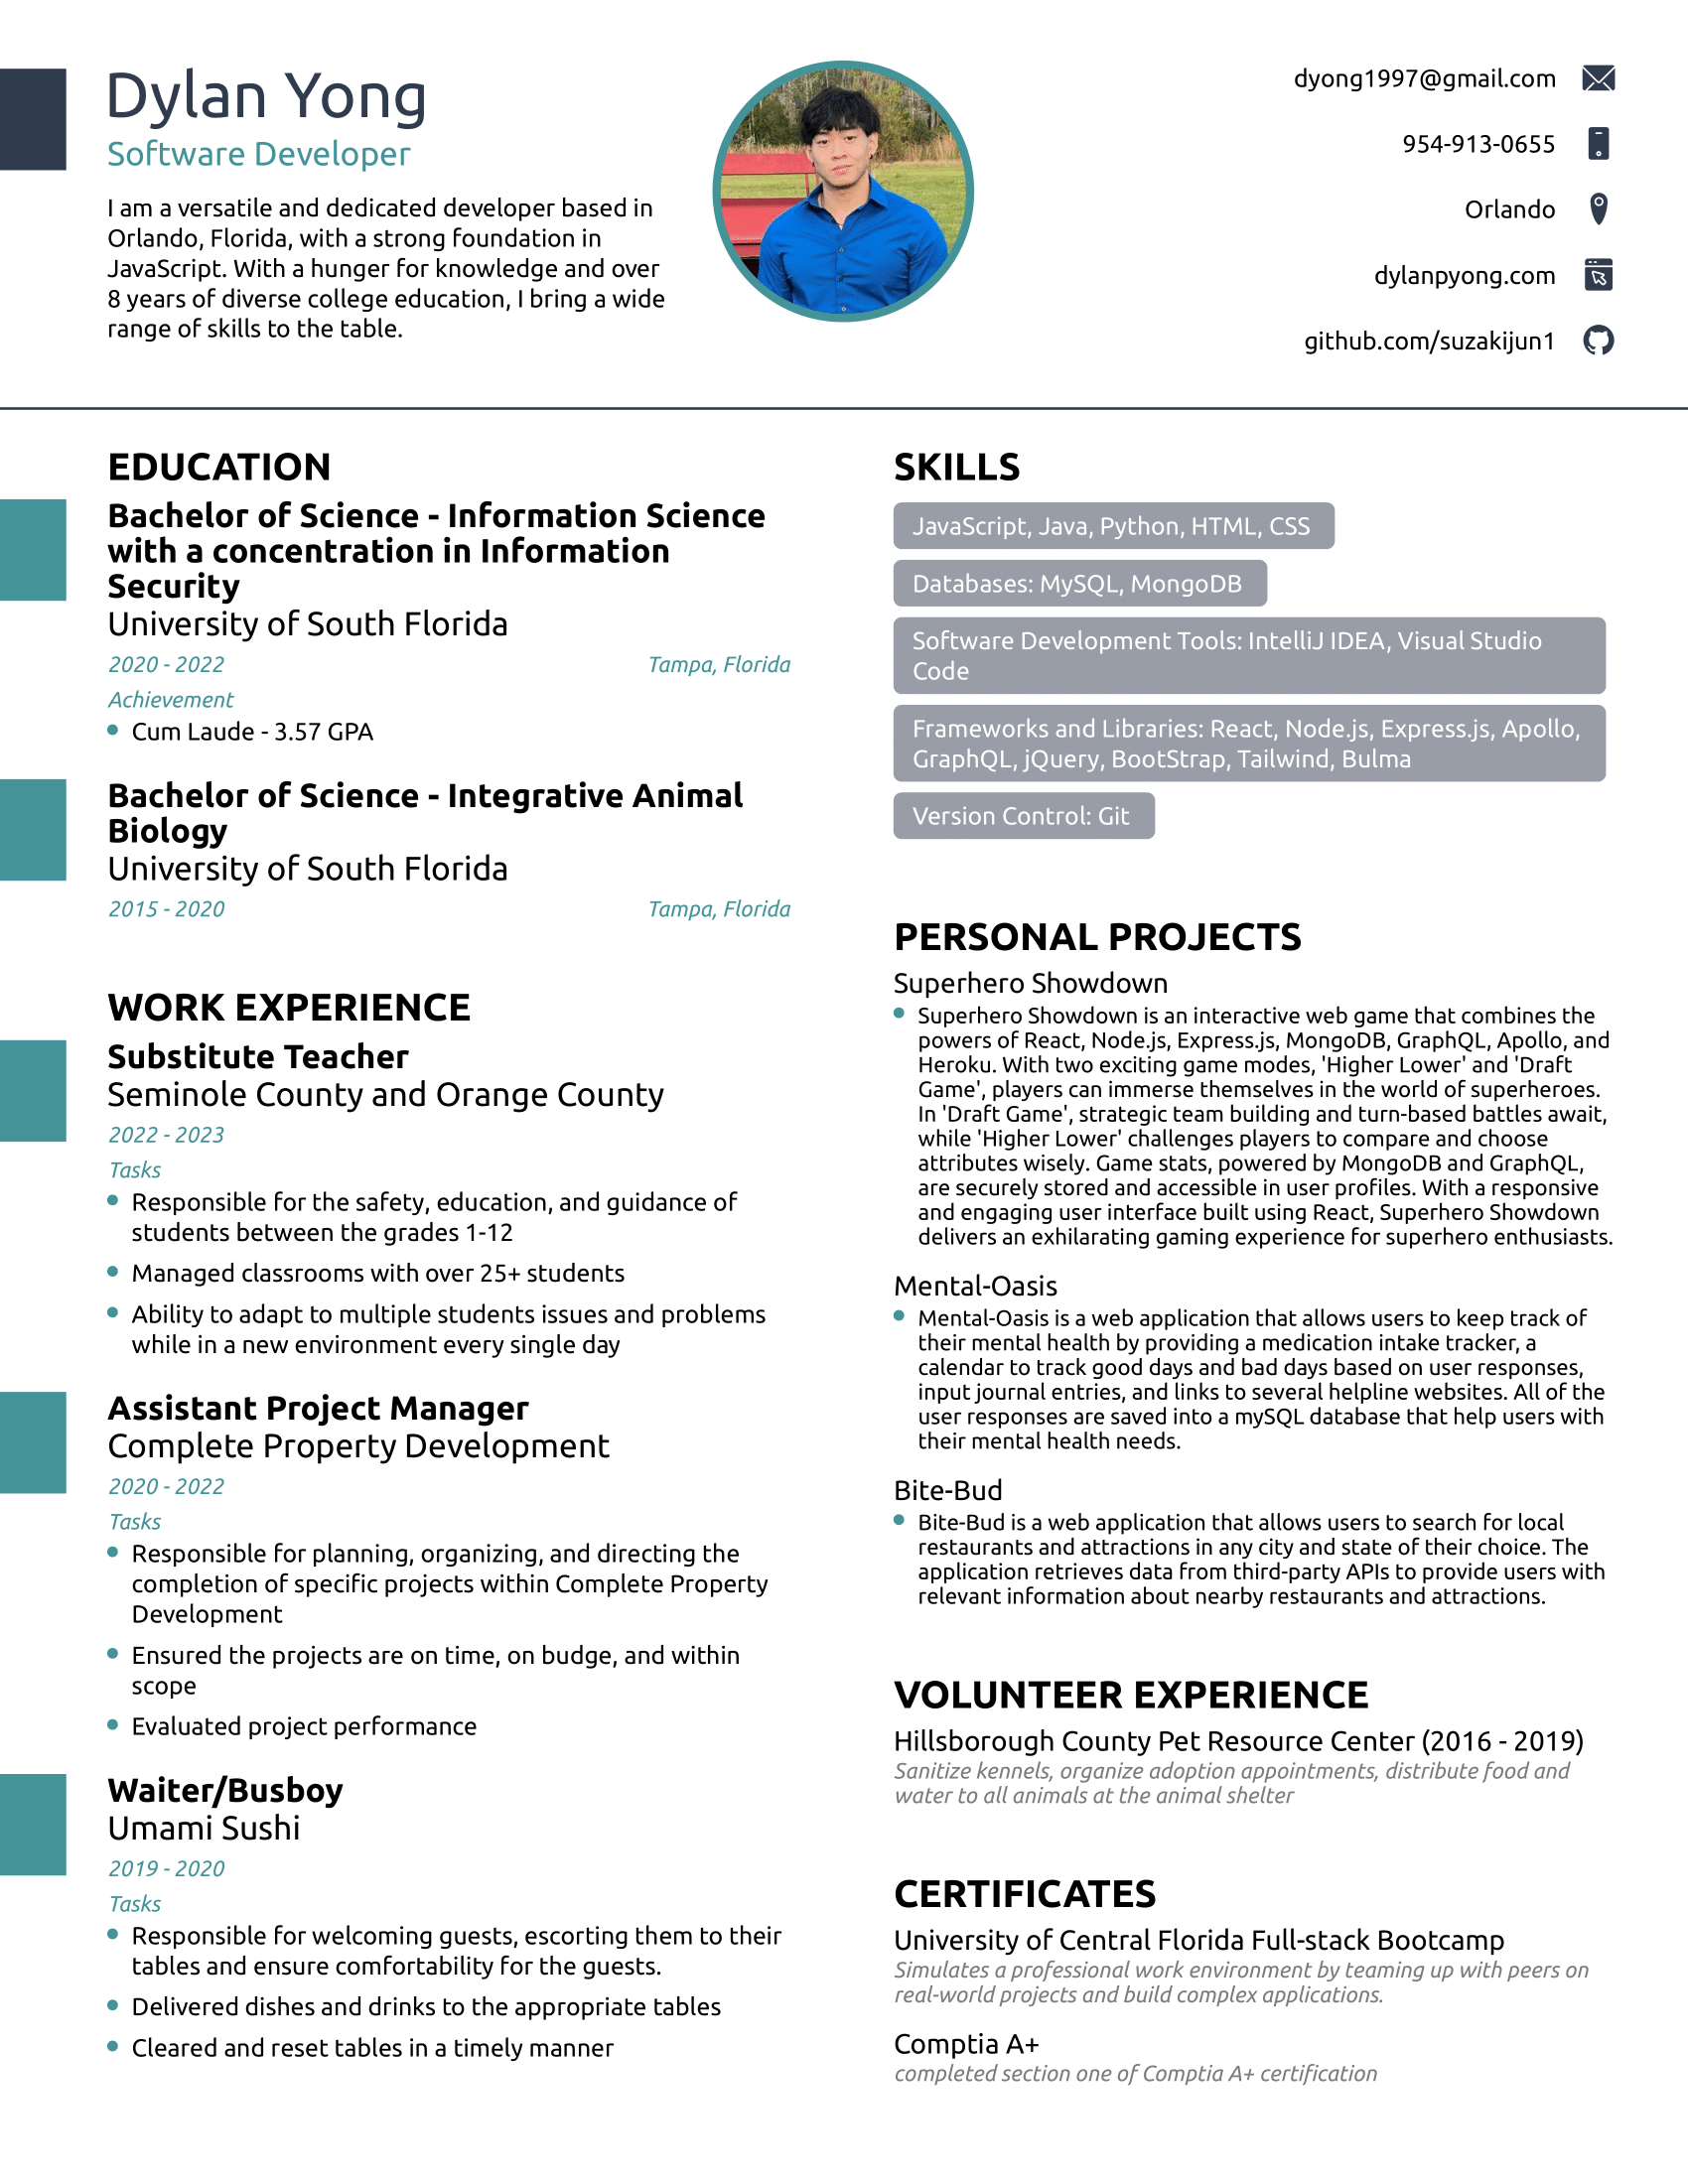 Dylan Yong
Software Developer
I am a versatile and dedicated developer based in
Orlando, Florida, with a strong foundation in
JavaScript. With a hunger for knowledge and over
8 years of diverse college education, I bring a wide
range of skills to the table.
dyong1997@gmail.com
954-913-0655
Orlando
dylanpyong.com
github.com/suzakijun1
EDUCATION
Bachelor of Science - Information Science
with a concentration in Information
Security
University of South Florida
2020 - 2022 Tampa, Florida
Achievement
Cum Laude - 3.57 GPA
Bachelor of Science - Integrative Animal
Biology
University of South Florida
2015 - 2020 Tampa, Florida
WORK EXPERIENCE
Substitute Teacher
Seminole County and Orange County
2022 - 2023
Tasks
Responsible for the safety, education, and guidance of
students between the grades 1-12
Managed classrooms with over 25+ students
Ability to adapt to multiple students issues and problems
while in a new environment every single day
Assistant Project Manager
Complete Property Development
2020 - 2022
Tasks
Responsible for planning, organizing, and directing the
completion of specific projects within Complete Property
Development
Ensured the projects are on time, on budge, and within
scope
Evaluated project performance
Waiter/Busboy
Umami Sushi
2019 - 2020
Tasks
Responsible for welcoming guests, escorting them to their
tables and ensure comfortability for the guests.
Delivered dishes and drinks to the appropriate tables
Cleared and reset tables in a timely manner
SKILLS
JavaScript, Java, Python, HTML, CSS
Databases: MySQL, MongoDB
Software Development Tools: IntelliJ IDEA, Visual Studio
Code
Frameworks and Libraries: React, Node.js, Express.js, Apollo,
GraphQL, jQuery, BootStrap, Tailwind, Bulma
Version Control: Git
PERSONAL PROJECTS
Superhero Showdown
Superhero Showdown is an interactive web game that combines the
powers of React, Node.js, Express.js, MongoDB, GraphQL, Apollo, and
Heroku. With two exciting game modes, 'Higher Lower' and 'Draft
Game', players can immerse themselves in the world of superheroes.
In 'Draft Game', strategic team building and turn-based battles await,
while 'Higher Lower' challenges players to compare and choose
attributes wisely. Game stats, powered by MongoDB and GraphQL,
are securely stored and accessible in user profiles. With a responsive
and engaging user interface built using React, Superhero Showdown
delivers an exhilarating gaming experience for superhero enthusiasts.
Mental-Oasis
Mental-Oasis is a web application that allows users to keep track of
their mental health by providing a medication intake tracker, a
calendar to track good days and bad days based on user responses,
input journal entries, and links to several helpline websites. All of the
user responses are saved into a mySQL database that help users with
their mental health needs.
Bite-Bud
Bite-Bud is a web application that allows users to search for local
restaurants and attractions in any city and state of their choice. The
application retrieves data from third-party APIs to provide users with
relevant information about nearby restaurants and attractions.
VOLUNTEER EXPERIENCE
Hillsborough County Pet Resource Center (2016 - 2019)
Sanitize kennels, organize adoption appointments, distribute food and
water to all animals at the animal shelter
CERTIFICATES
University of Central Florida Full-stack Bootcamp
Simulates a professional work environment by teaming up with peers on
real-world projects and build complex applications.
Comptia A+
completed section one of Comptia A+ certification